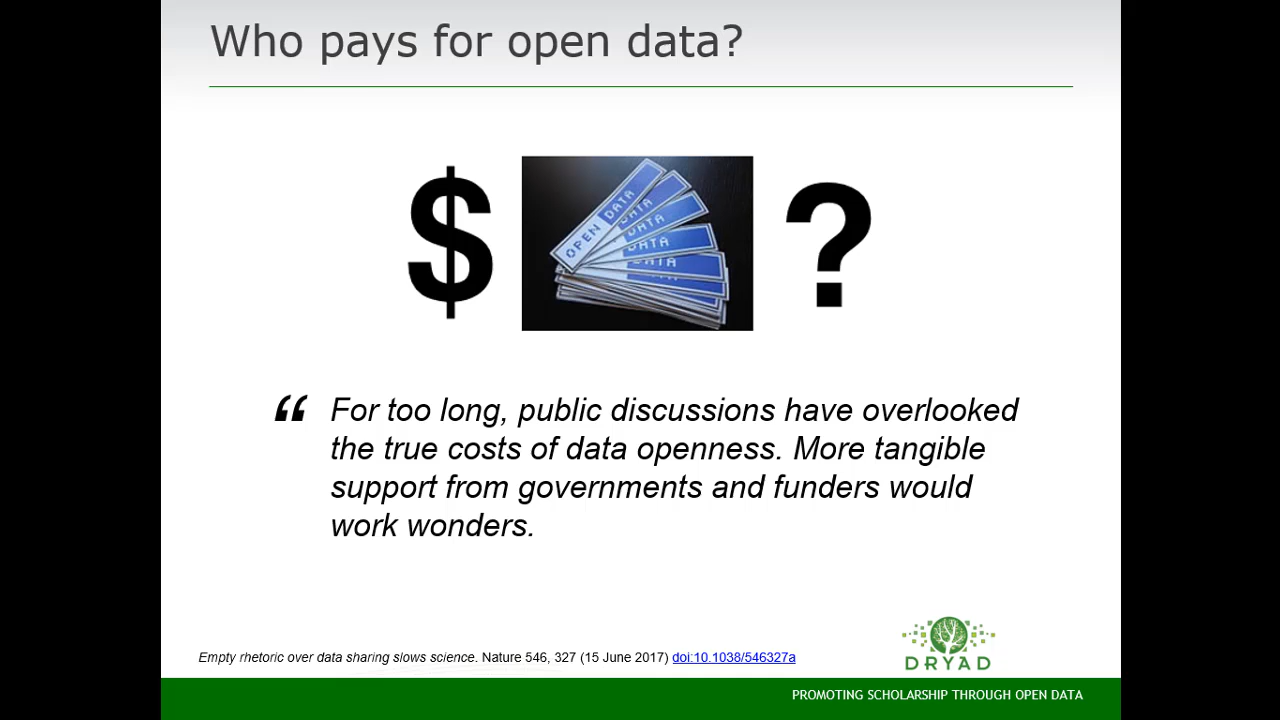 Who pays for open data?
$
OPEN DATA
DATA
DATA
DATA
DATA
DATA
?
“ For too long, public discussions have overlooked
the true costs of data openness. More tangible
support from governments and funders would
work wonders.
Empty rhetoric over data sharing slows science. Nature 546, 327 (15 June 2017) doi:10.1038/546327a
DRYAD
PROMOTING SCHOLARSHIP THROUGH OPEN DATA